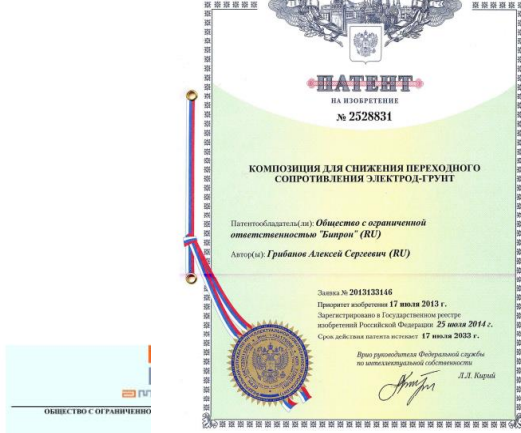 ПАТЕНТ
НА ИЗОБРЕТЕНИЕ
№ 2528831
КОМПОЗИЦИЯ ДЛЯ СНИЖЕНИЯ ПЕРЕХОДНОГО
СОПРОТИВЛЕНИЯ ЭЛЕКТРОД-ГРУНТ
Патентообладатель(ли): Общество с ограниченной
ответственностью "Бипрон" (RU)
Автор(ы): Грибанов Алексей Сергеевич (RU)
Заявка № 2013133146
Приоритет изобретения 17 июля 2013 г.
Зарегистрировано в Государственном реестре
изобретений Российской Федерации 25 июля 2014 г.
Срок действия патента истекает 17 июля 2033 г.
Врио руководителя Федеральной службы
по интеллектуальной собственности
Л.Л. Кирий
ОБЩЕСТВО С ОГРАНИЧЕННО